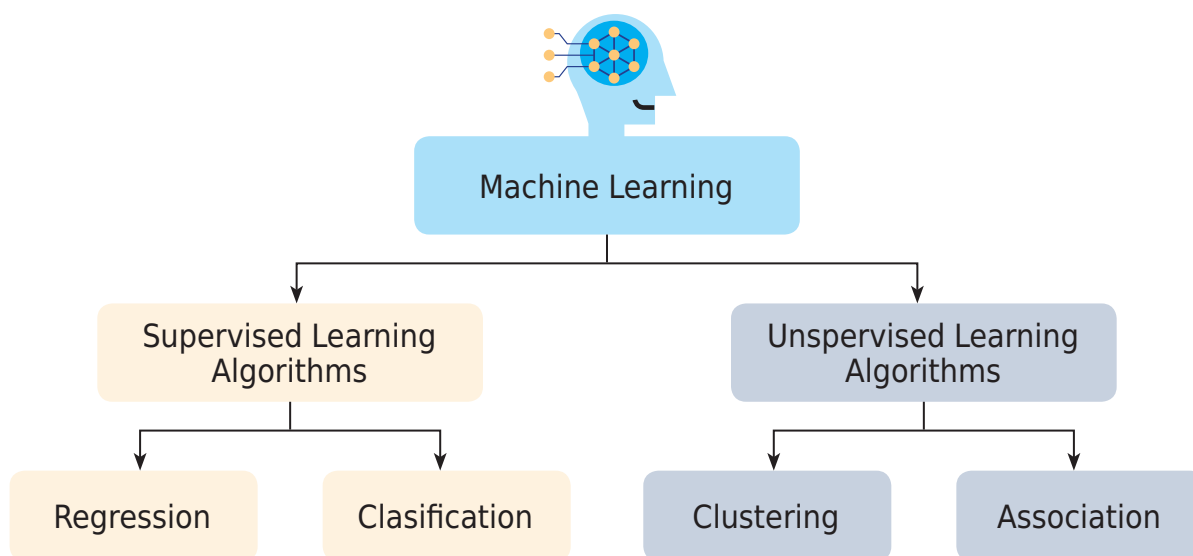 Machine Learning
Supervised Learning
Algorithms
Unspervised Learning
Algorithms
Regression
Clasification
Clustering
Association